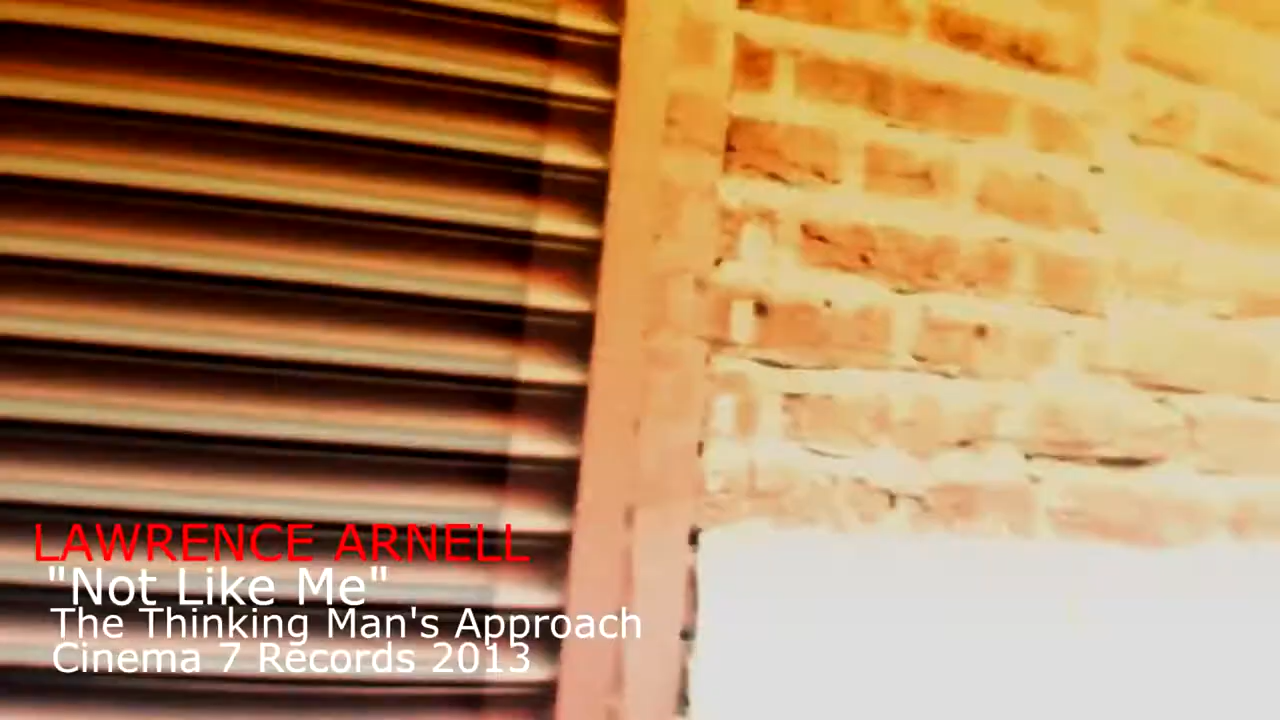 LAWRENCE ARNELL
"Not Like Me"
The Thinking Man's Approach
Cinema 7 Records 2013